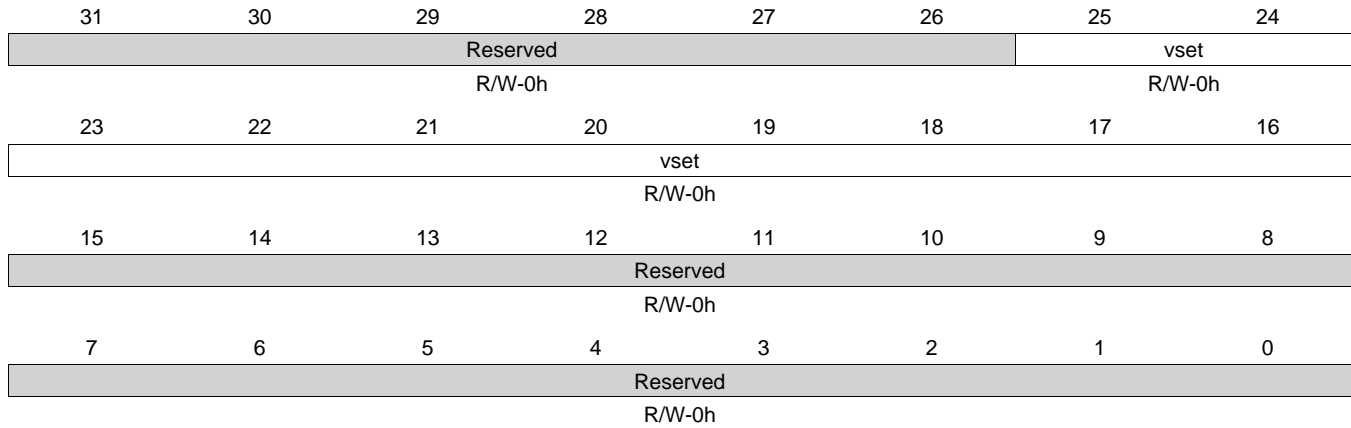 31 30 29 28 27 26 25 24
Reserved vset
R/W-0h R/W-0h
23 22 21 20 19 18 17 16
vset
R/W-0h
15 14 13 12 11 10 9 8
Reserved
R/W-0h
7 6 5 4 3 2 1 0
Reserved
R/W-0h